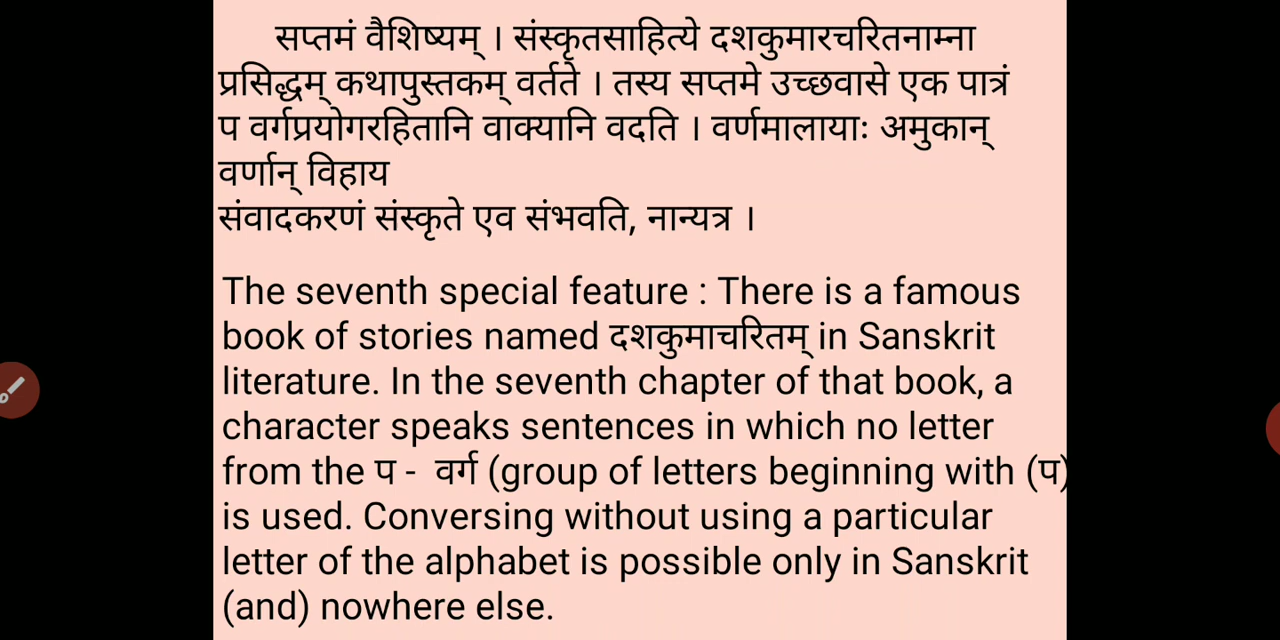 सप्तमं वैशिष्यम् । संस्कृतसाहित्ये दशकुमारचरितनाम्ना
प्रसिद्धम् कथापुस्तकम् वर्तते । तस्य सप्तमे उच्छवासे एक पात्रं
प वर्गप्रयोगरहितानि वाक्यानि वदति । वर्णमालायाः अमुकान्
वर्णान् विहाय
संवादकरणं संस्कृते एव संभवति, नान्यत्र ।
The seventh special feature : There is a famous
book of stories named दशकुमाचरितम् in Sanskrit
literature. In the seventh chapter of that book, a
character speaks sentences in which no letter
from the प - वर्ग (group of letters beginning with (प)
is used. Conversing without using a particular
letter of the alphabet is possible only in Sanskrit
(and) nowhere else.